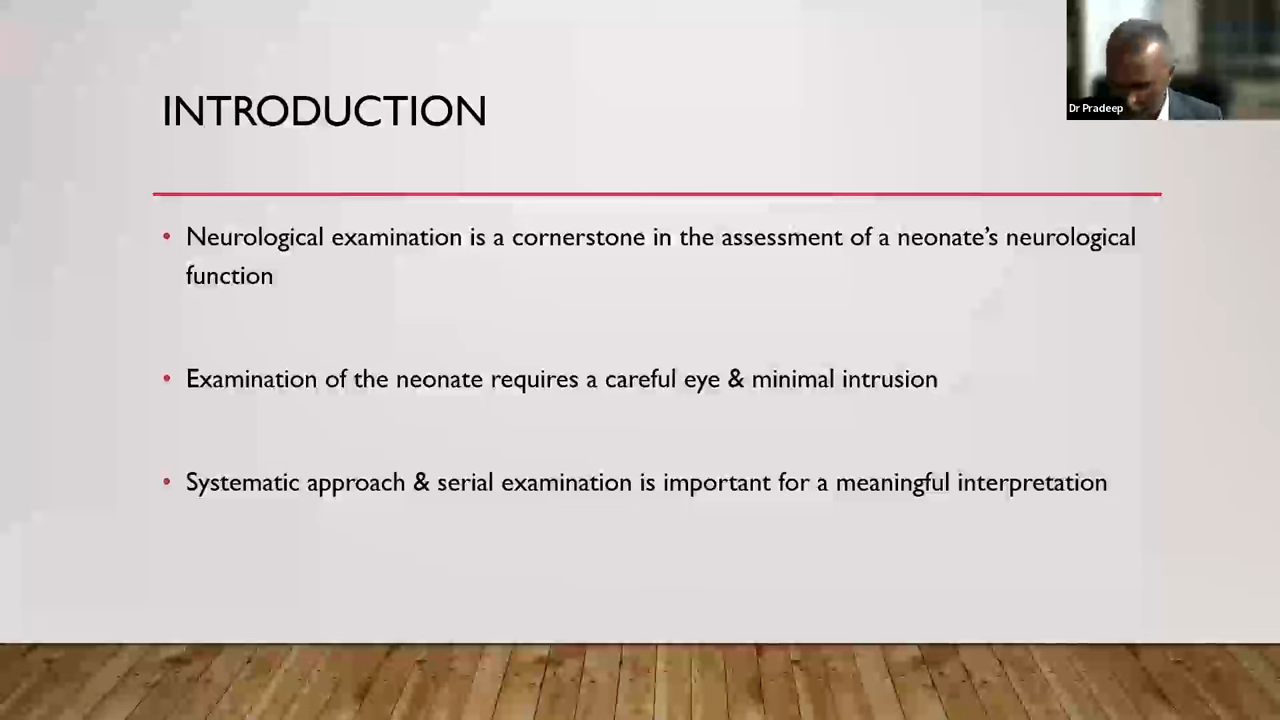 INTRODUCTION
Dr Pradeep
• Neurological examination is a cornerstone in the assessment of a neonate’s neurological
function
• Examination of the neonate requires a careful eye & minimal intrusion
• Systematic approach & serial examination is important for a meaningful interpretation